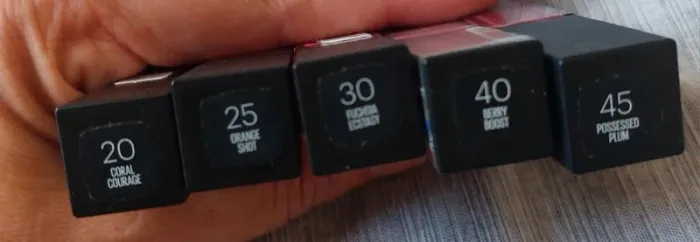 20
CORAL
COURAGE
25
ORANGE
SHOT
30
FUCHSIA
ECSTASY
40
BERRY
BOOST
45
POSSESSED
PLUM